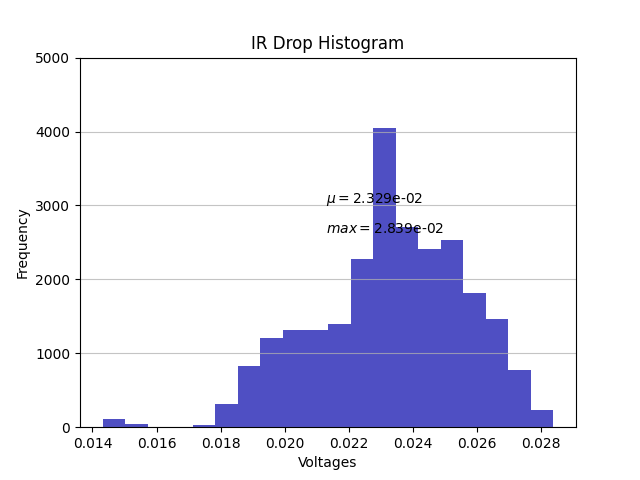 IR Drop Histogram
5000
4000
3000
2000
1000
0
Frequency
μ = 2.329e-02
max = 2.839e-02
0.014 0.016 0.018 0.020 0.022 0.024 0.026 0.028
Voltages